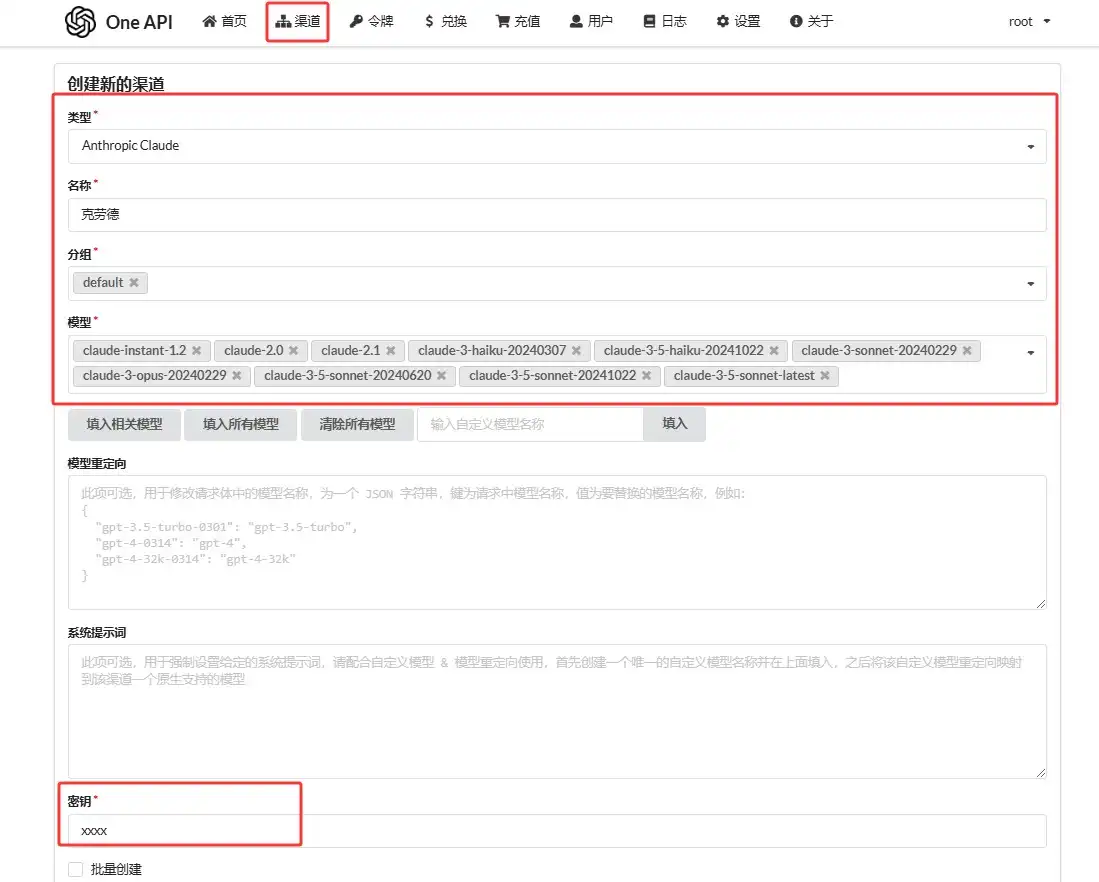 One API 首页 渠道 令牌 兑换 充值 用户 日志 设置 关于 root
创建新的渠道
类型*
Anthropic Claude
名称*
克劳德
分组*
default
模型*
claude-instant-1.2 claude-2.0 claude-2.1 claude-3-haiku-20240307 claude-3-5-haiku-20241022 claude-3-sonnet-20240229
claude-3-opus-20240229 claude-3-5-sonnet-20240620 claude-3-5-sonnet-20241022 claude-3-5-sonnet-latest
填入相关模型 填入所有模型 清除所有模型 输入自定义模型名称 填入
模型重定向
此项可选，用于修改请求体中的模型名称，为一个 JSON 字符串，键为请求中模型名称，值为要替换的模型名称，例如：
{
"gpt-3.5-turbo-0301": "gpt-3.5-turbo",
"gpt-4-0314": "gpt-4",
"gpt-4-32k-0314": "gpt-4-32k"
}
系统提示词
此项可选，用于强制设置给定的系统提示词，请配合自定义模型 & 模型重定向使用，首先创建一个唯一的自定义模型名称并在上面填入，之后将该自定义模型重定向映射
到该渠道一个原生支持的模型
密钥*
xxxx
批量创建